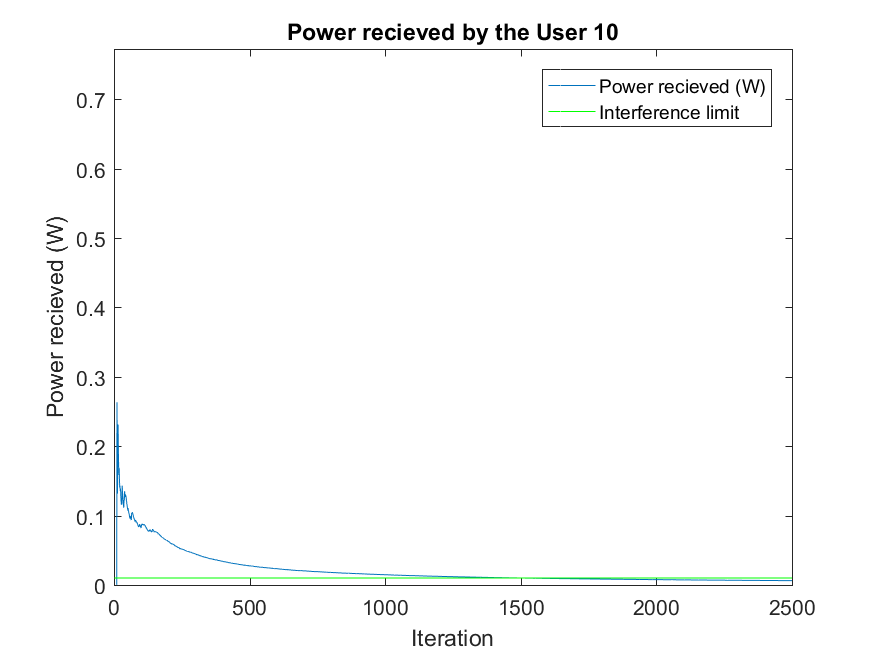 Power recieved by the User 10
Power recieved (W)
Interference limit
0.7
0.6
0.5
0.4
0.3
0.2
0.1
0
Power recieved (W)
0 500 1000 1500 2000 2500
Iteration